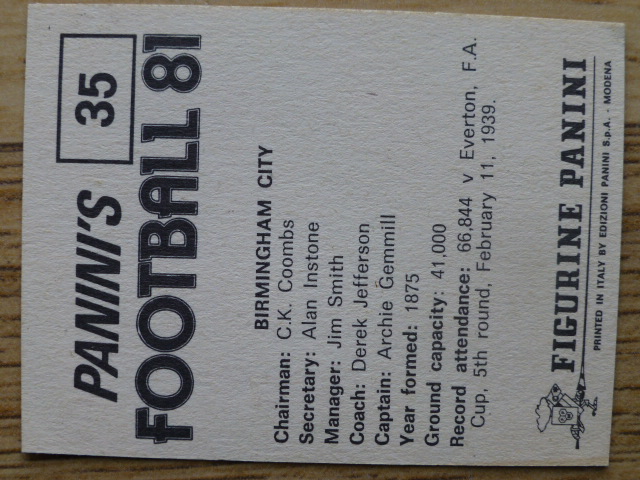 PANINI'S 35
FOOTBALL 81
BIRMINGHAM CITY
Chairman: C.K. Coombs
Secretary: Alan Instone
Manager: Jim Smith
Coach: Derek Jefferson
Captain: Archie Gemmill
Year formed: 1875
Ground capacity: 41,000
Record attendance: 66,844 v Everton, F.A.
Cup, 5th round, February 11, 1939.
FIGURINE PANINI
PRINTED IN ITALY BY EDIZIONI PANINI S.p.A. - MODENA